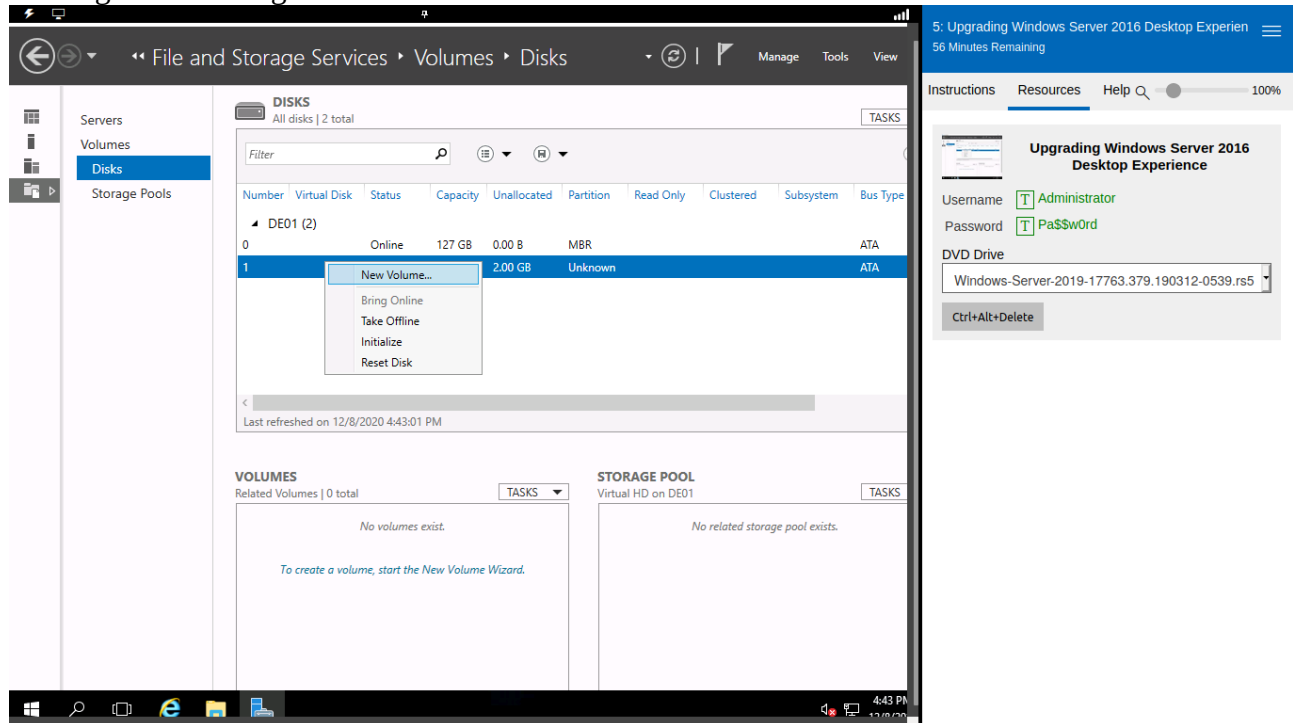 File and Storage Services ‣ Volumes ‣ Disks
Manage Tools View
Servers
Volumes
Disks
Storage Pools
DISKS
All disks | 2 total
TASKS
Filter
Number Virtual Disk Status Capacity Unallocated Partition Read Only Clustered Subsystem Bus Type
DE01 (2)
0 Online 127 GB 0.00 B MBR ATA
1 2.00 GB Unknown ATA
New Volume...
Bring Online
Take Offline
Initialize
Reset Disk
Last refreshed on 12/8/2020 4:43:01 PM
VOLUMES
Related Volumes | 0 total
TASKS
No volumes exist.
To create a volume, start the New Volume Wizard.
STORAGE POOL
Virtual HD on DE01
TASKS
No related storage pool exists.
4:43 PM
5: Upgrading Windows Server 2016 Desktop Experien
56 Minutes Remaining
Instructions Resources Help 100%
Upgrading Windows Server 2016
Desktop Experience
Username T Administrator
Password T Pa$$w0rd
DVD Drive
Windows-Server-2019-17763.379.190312-0539.rs5
Ctrl+Alt+Delete